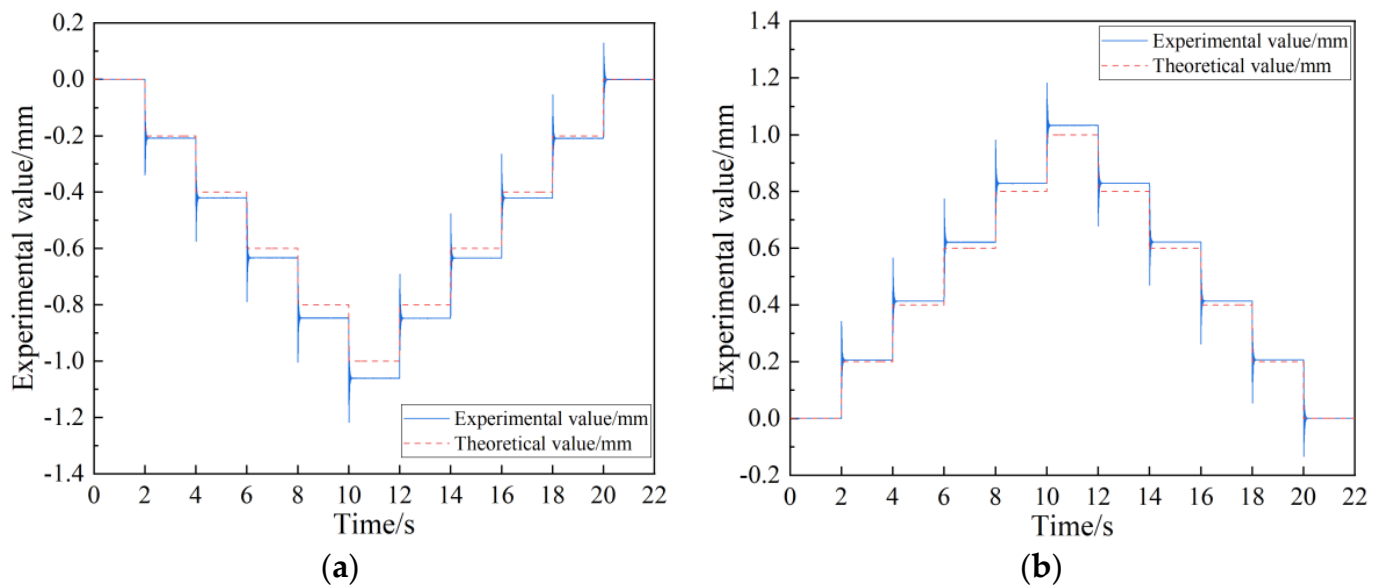 0.2
0.0
-0.2
-0.4
-0.6
-0.8
-1.0
-1.2
-1.4
Experimental value/mm
Experimental value/mm
Theoretical value/mm
0 2 4 6 8 10 12 14 16 18 20 22
Time/s
(a)
1.4
1.2
1.0
0.8
0.6
0.4
0.2
0.0
-0.2
Experimental value/mm
Experimental value/mm
Theoretical value/mm
0 2 4 6 8 10 12 14 16 18 20 22
Time/s
(b)